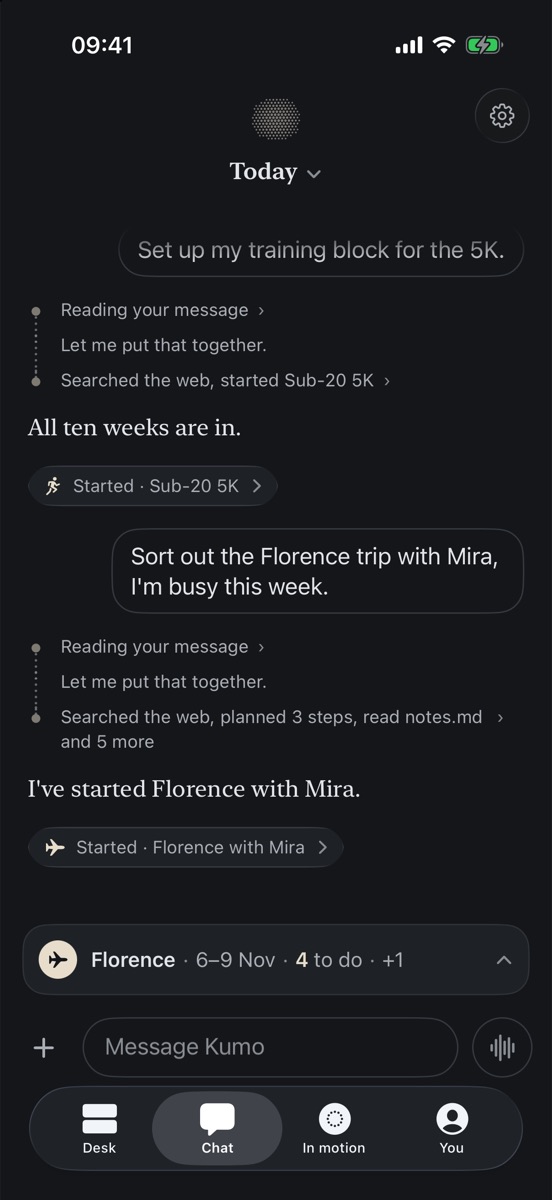 09:41
Today
Set up my training block for the 5K.
Reading your message
Let me put that together.
Searched the web, started Sub-20 5K
All ten weeks are in.
Started · Sub-20 5K
Sort out the Florence trip with Mira,
I'm busy this week.
Reading your message
Let me put that together.
Searched the web, planned 3 steps, read notes.md
and 5 more
I've started Florence with Mira.
Started · Florence with Mira
Florence · 6–9 Nov · 4 to do · +1
Message Kumo
Desk
Chat
In motion
You